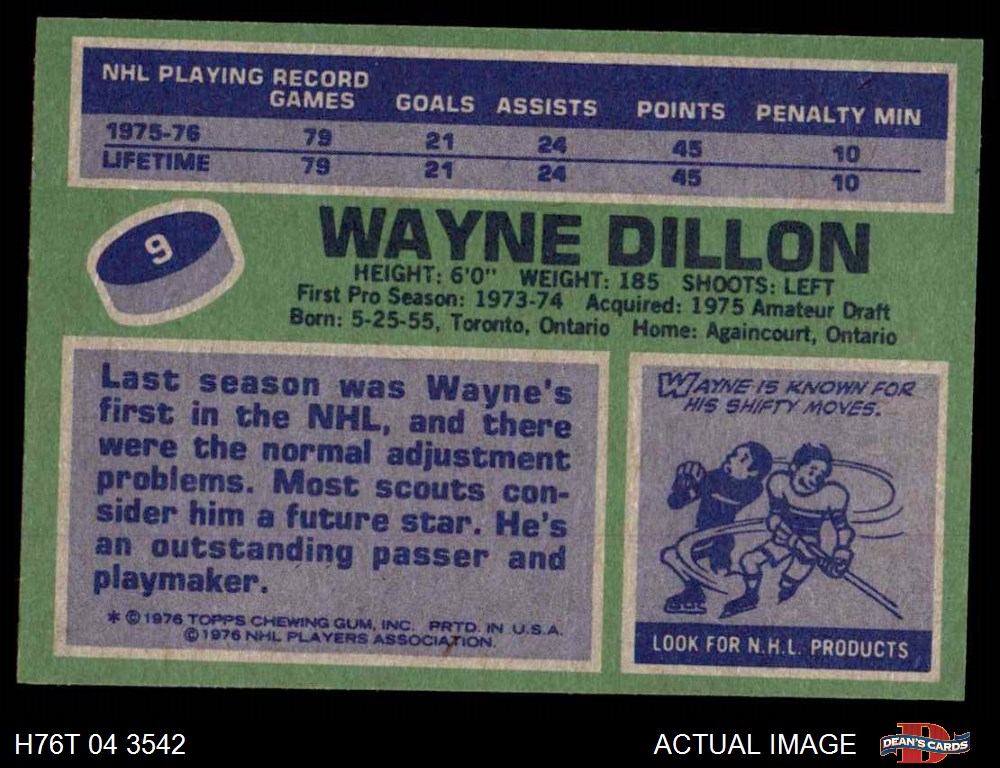 NHL PLAYING RECORD
GAMES GOALS ASSISTS POINTS PENALTY MIN
1975-76 79 21 24 45 10
LIFETIME 79 21 24 45 10
9
WAYNE DILLON
HEIGHT: 6'0" WEIGHT: 185 SHOOTS: LEFT
First Pro Season: 1973-74 Acquired: 1975 Amateur Draft
Born: 5-25-55, Toronto, Ontario Home: Againcourt, Ontario
Last season was Wayne's
first in the NHL, and there
were the normal adjustment
problems. Most scouts con-
sider him a future star. He's
an outstanding passer and
playmaker.
* ©1976 TOPPS CHEWING GUM, INC. PRTD. IN U.S.A.
©1976 NHL PLAYERS ASSOCIATION.
WAYNE IS KNOWN FOR
HIS SHIFTY MOVES.
LOOK FOR N.H.L. PRODUCTS
H76T 04 3542
ACTUAL IMAGE
D
DEAN'S CARDS